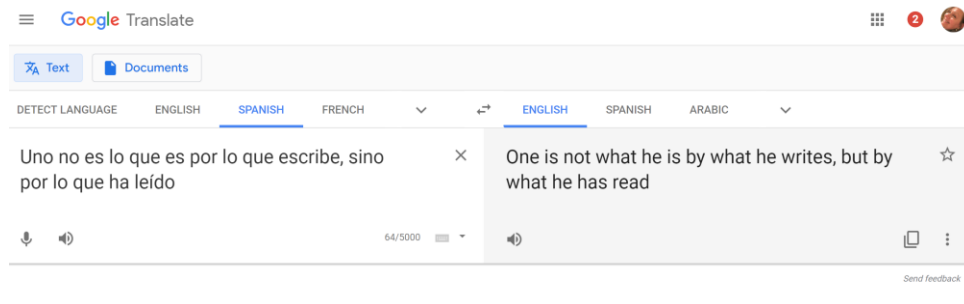 Google Translate
2
Text Documents
DETECT LANGUAGE ENGLISH SPANISH FRENCH ENGLISH SPANISH ARABIC
Uno no es lo que es por lo que escribe, sino
por lo que ha leído
One is not what he is by what he writes, but by
what he has read
64/5000
Send feedback